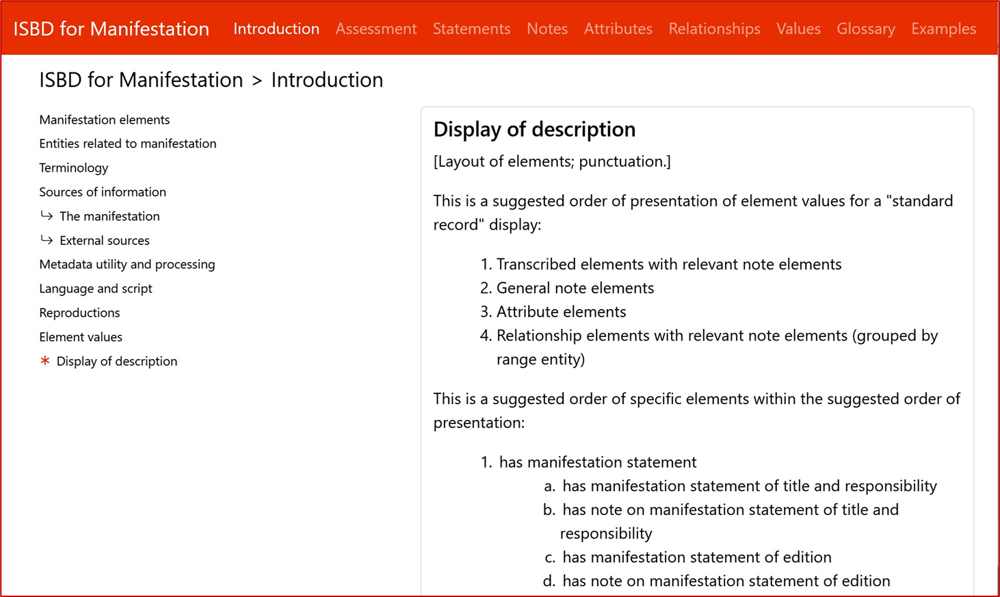 ISBD for Manifestation Introduction Assessment Statements Notes Attributes Relationships Values Glossary Examples
ISBD for Manifestation > Introduction
Manifestation elements
Entities related to manifestation
Terminology
Sources of information
↳ The manifestation
↳ External sources
Metadata utility and processing
Language and script
Reproductions
Element values
* Display of description
Display of description
[Layout of elements; punctuation.]
This is a suggested order of presentation of element values for a "standard
record" display:
1. Transcribed elements with relevant note elements
2. General note elements
3. Attribute elements
4. Relationship elements with relevant note elements (grouped by
range entity)
This is a suggested order of specific elements within the suggested order of
presentation:
1. has manifestation statement
a. has manifestation statement of title and responsibility
b. has note on manifestation statement of title and
responsibility
c. has manifestation statement of edition
d. has note on manifestation statement of edition